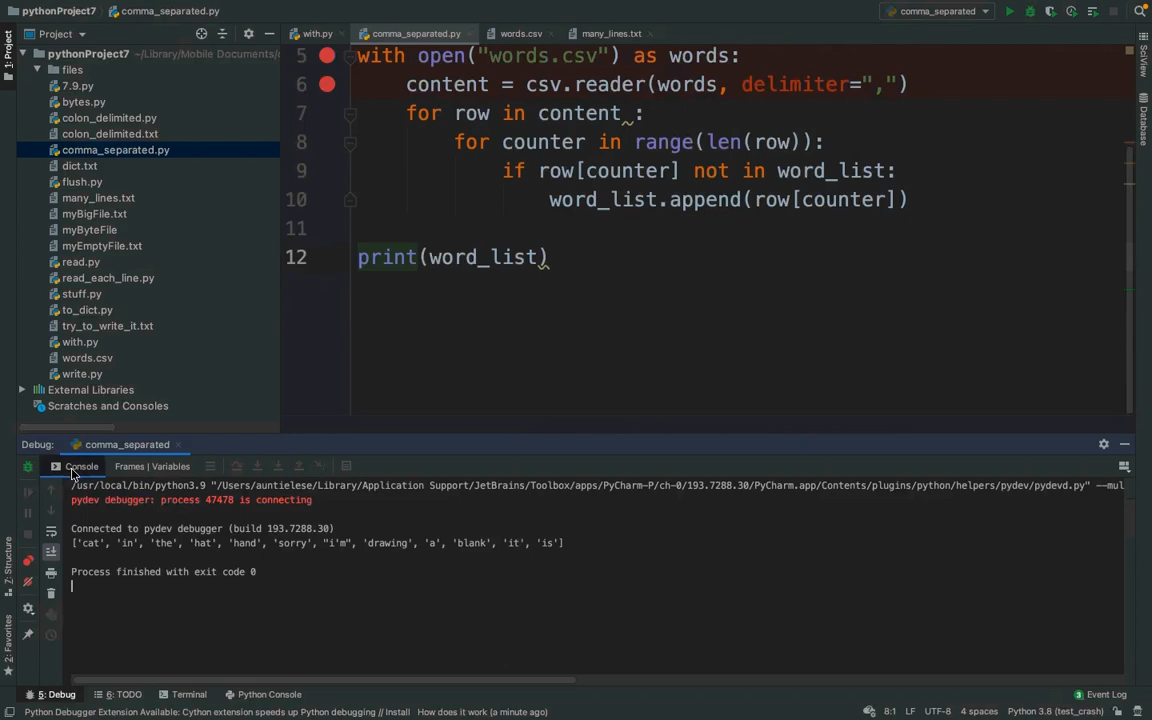 pythonProject7 comma_separated.py comma_separated
1: Project
Project with.py comma_separated.py words.csv many_lines.txt
pythonProject7 ~/Library/Mobile Documents/c
files
7.9.py
bytes.py
colon_delimited.py
colon_delimited.txt
comma_separated.py
dict.txt
flush.py
many_lines.txt
myBigFile.txt
myByteFile
myEmptyFile.txt
read.py
read_each_line.py
stuff.py
to_dict.py
try_to_write_it.txt
with.py
words.csv
write.py
External Libraries
Scratches and Consoles
5 with open("words.csv") as words:
6 content = csv.reader(words, delimiter=",")
7 for row in content :
8 for counter in range(len(row)):
9 if row[counter] not in word_list:
10 word_list.append(row[counter])
11
12 print(word_list)
SciView
Database
Debug: comma_separated
Console Frames | Variables
/usr/local/bin/python3.9 "/Users/auntielese/Library/Application Support/JetBrains/Toolbox/apps/PyCharm-P/ch-0/193.7288.30/PyCharm.app/Contents/plugins/python/helpers/pydev/pydevd.py" --mul
pydev debugger: process 47478 is connecting
Connected to pydev debugger (build 193.7288.30)
['cat', 'in', 'the', 'hat', 'hand', 'sorry', "i'm", 'drawing', 'a', 'blank', 'it', 'is']
Process finished with exit code 0
Z: Structure
2: Favorites
5: Debug 6: TODO Terminal Python Console 3 Event Log
Python Debugger Extension Available: Cython extension speeds up Python debugging // Install How does it work (a minute ago) 8:1 LF UTF-8 4 spaces Python 3.8 (test_crash)